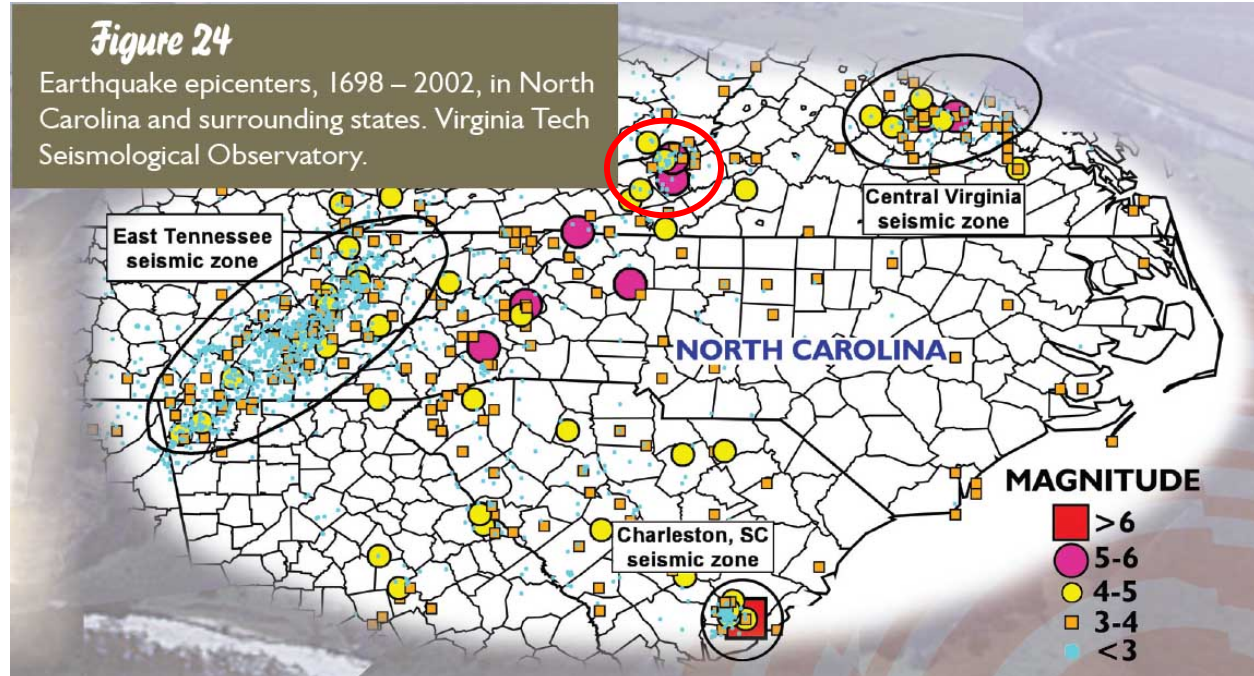 Figure 24
Earthquake epicenters, 1698 – 2002, in North
Carolina and surrounding states. Virginia Tech
Seismological Observatory.
East Tennessee
seismic zone
Central Virginia
seismic zone
NORTH CAROLINA
Charleston, SC
seismic zone
MAGNITUDE
>6
5-6
4-5
3-4
<3